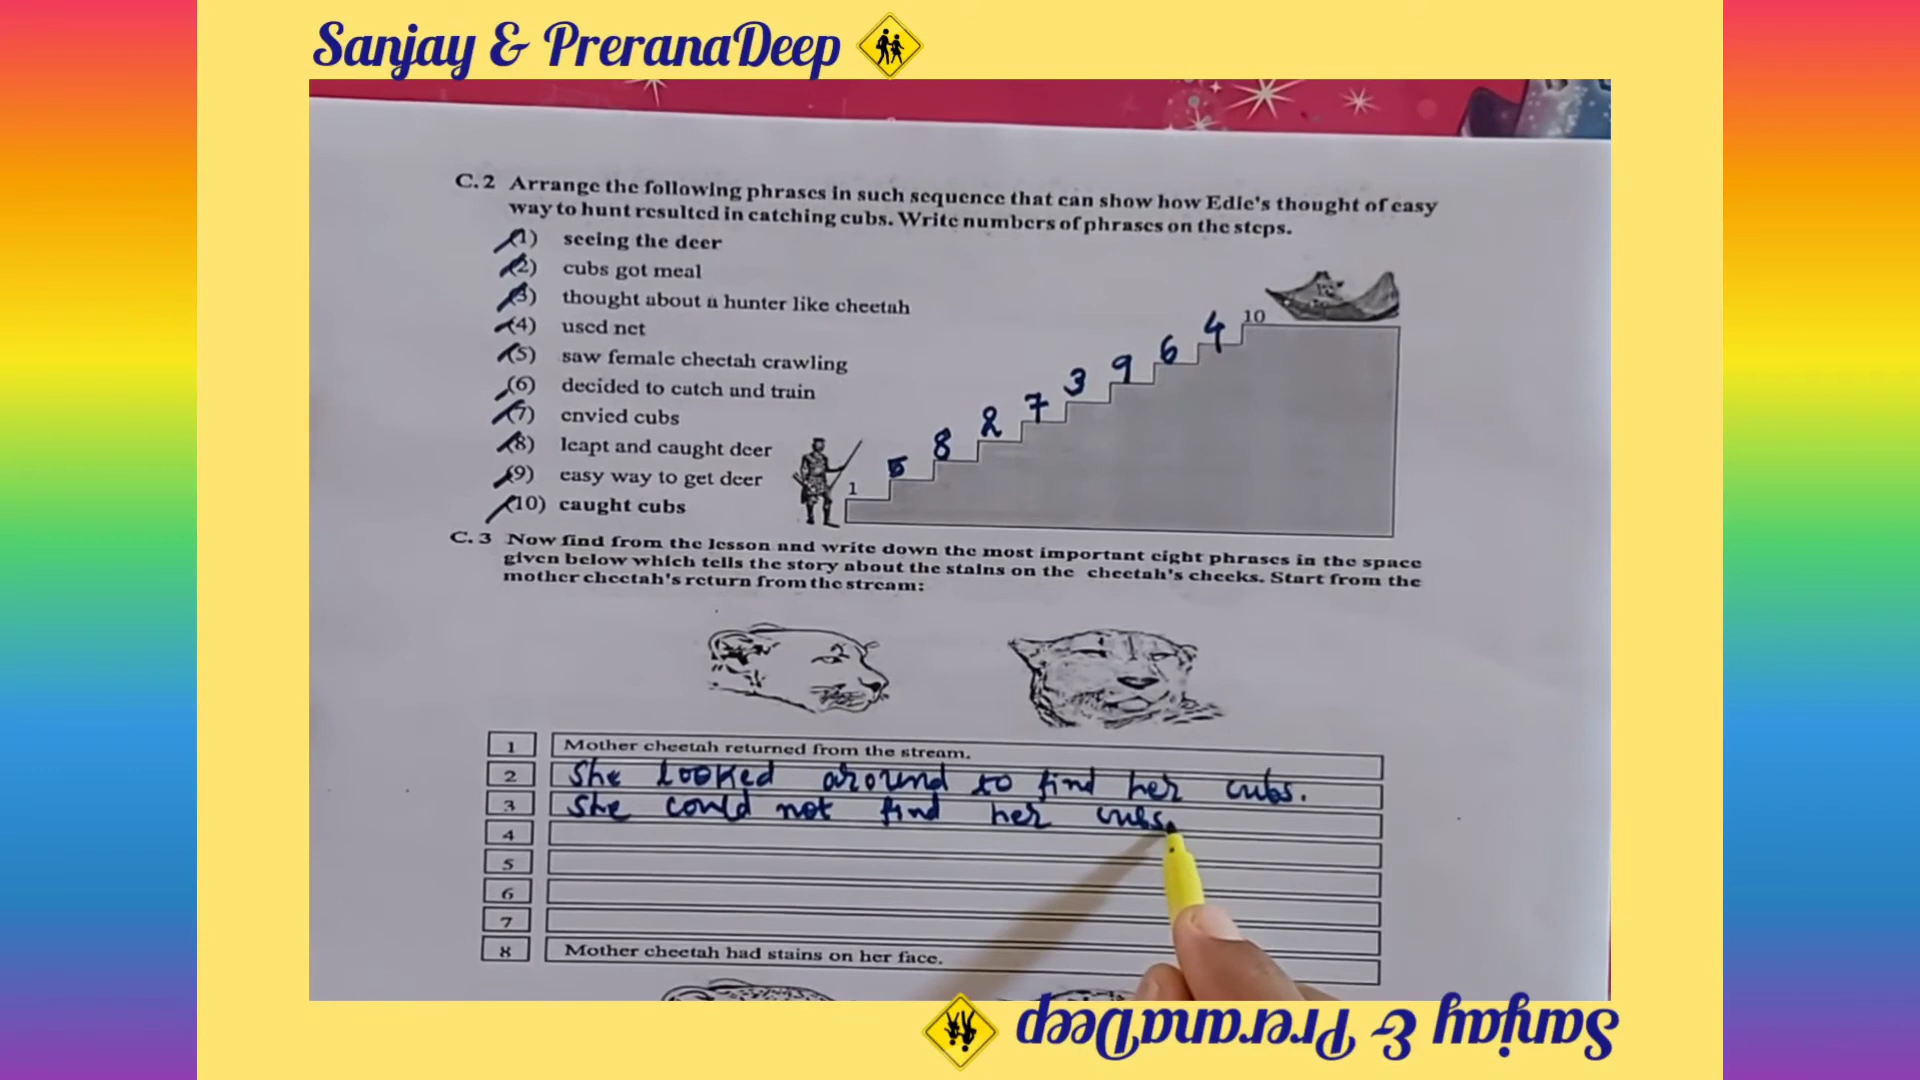 Sanjay & PreranaDeep
C.2 Arrange the following phrases in such sequence that can show how Edie's thought of easy
way to hunt resulted in catching cubs. Write numbers of phrases on the steps.
(1) seeing the deer
(2) cubs got meal
(3) thought about a hunter like cheetah
(4) used net
(5) saw female cheetah crawling
(6) decided to catch and train
(7) envied cubs
(8) leapt and caught deer
(9) easy way to get deer
(10) caught cubs
1 5 8 2 7 3 9 6 4 10
C.3 Now find from the lesson and write down the most important eight phrases in the space
given below which tells the story about the stains on the cheetah's cheeks. Start from the
mother cheetah's return from the stream:
1 Mother cheetah returned from the stream.
2 She looked around to find her cubs.
3 She could not find her cubs.
4
5
6
7
8 Mother cheetah had stains on her face.
Sanjay & PreranaDeep